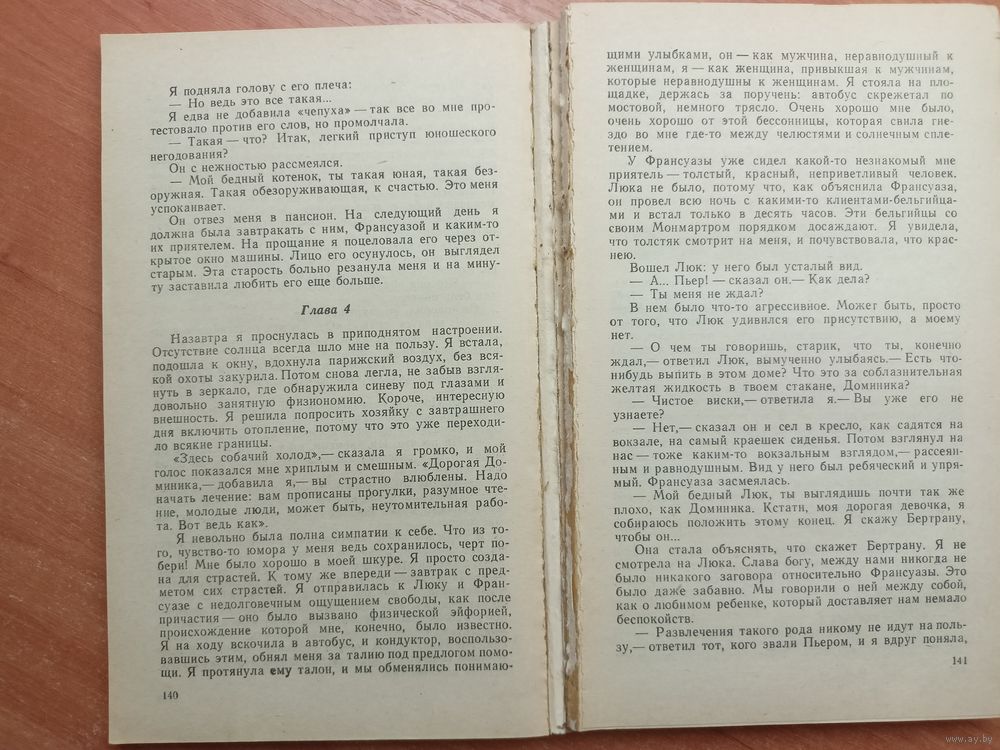 Я подняла голову с его плеча:
— Но ведь это все такая...
Я едва не добавила «чепуха» — так все во мне про-
тестовало против его слов, но промолчала.
— Такая — что? Итак, легкий приступ юношеского
негодования?
Он с нежностью рассмеялся.
— Мой бедный котенок, ты такая юная, такая без-
оружная. Такая обезоруживающая, к счастью. Это меня
успокаивает.
Он отвез меня в пансион. На следующий день я
должна была завтракать с ним, Франсуазой и каким-то
их приятелем. На прощание я поцеловала его через от-
крытое окно машины. Лицо его осунулось, он выглядел
старым. Эта старость больно резанула меня и на мину-
ту заставила любить его еще больше.
Глава 4
Назавтра я проснулась в приподнятом настроении.
Отсутствие солнца всегда шло мне на пользу. Я встала,
подошла к окну, вдохнула парижский воздух, без вся-
кой охоты закурила. Потом снова легла, не забыв взгля-
нуть в зеркало, где обнаружила синеву под глазами и
довольно занятную физиономию. Короче, интересную
внешность. Я решила попросить хозяйку с завтрашнего
дня включить отопление, потому что это уже переходи-
ло всякие границы.
«Здесь собачий холод»,— сказала я громко, и мой
голос показался мне хриплым и смешным. «Дорогая До-
миника,— добавила я,— вы страстно влюблены. Надо
начать лечение: вам прописаны прогулки, разумное чте-
ние, молодые люди, может быть, неутомительная рабо-
та. Вот ведь как».
Я невольно была полна симпатии к себе. Что из то-
го, чувство-то юмора у меня ведь сохранилось, черт по-
бери! Мне было хорошо в моей шкуре. Я просто созда-
на для страстей. К тому же впереди — завтрак с пред-
метом сих страстей. Я отправилась к Люку и Фран-
суазе с недолговечным ощущением свободы, как после
причастия — оно было вызвано физической эйфорией,
происхождение которой мне, конечно, было известно.
Я на ходу вскочила в автобус, и кондуктор, воспользо-
вавшись этим, обнял меня за талию под предлогом помо-
щи. Я протянула ему талон, и мы обменялись понимаю-
140
щими улыбками, он — как мужчина, неравнодушный к
женщинам, я — как женщина, привыкшая к мужчинам,
которые неравнодушны к женщинам. Я стояла на пло-
щадке, держась за поручень: автобус скрежетал по
мостовой, немного трясло. Очень хорошо мне было,
очень хорошо от этой бессонницы, которая свила гнез-
до во мне где-то между челюстями и солнечным спле-
тением.
У Франсуазы уже сидел какой-то незнакомый мне
приятель — толстый, красный, неприветливый человек.
Люка не было, потому что, как объяснила Франсуаза,
он провел всю ночь с какими-то клиентами-бельгийца-
ми и встал только в десять часов. Эти бельгийцы со
своим Монмартром порядком досаждают. Я увидела,
что толстяк смотрит на меня, и почувствовала, что крас-
нею.
Вошел Люк: у него был усталый вид.
— А... Пьер! — сказал он.— Как дела?
— Ты меня не ждал?
В нем было что-то агрессивное. Может быть, просто
от того, что Люк удивился его присутствию, а моему
нет.
— О чем ты говоришь, старик, что ты, конечно
ждал,— ответил Люк, вымученно улыбаясь.— Есть что-
нибудь выпить в этом доме? Что это за соблазнительная
желтая жидкость в твоем стакане, Доминика?
— Чистое виски,— ответила я.— Вы уже его не
узнаете?
— Нет,— сказал он и сел в кресло, как садятся на
вокзале, на самый краешек сиденья. Потом взглянул на
нас — тоже каким-то вокзальным взглядом,— рассеян-
ным и равнодушным. Вид у него был ребяческий и упря-
мый. Франсуаза засмеялась.
— Мой бедный Люк, ты выглядишь почти так же
плохо, как Доминика. Кстати, моя дорогая девочка, я
собираюсь положить этому конец. Я скажу Бертрану,
чтобы он...
Она стала объяснять, что скажет Бертрану. Я не
смотрела на Люка. Слава богу, между нами никогда не
было никакого заговора относительно Франсуазы. Это
было даже забавно. Мы говорили о ней между собой,
как о любимом ребенке, который доставляет нам немало
беспокойств.
— Развлечения такого рода никому не идут на поль-
зу,— ответил тот, кого звали Пьером, и я вдруг поняла,
141
www.ay.by